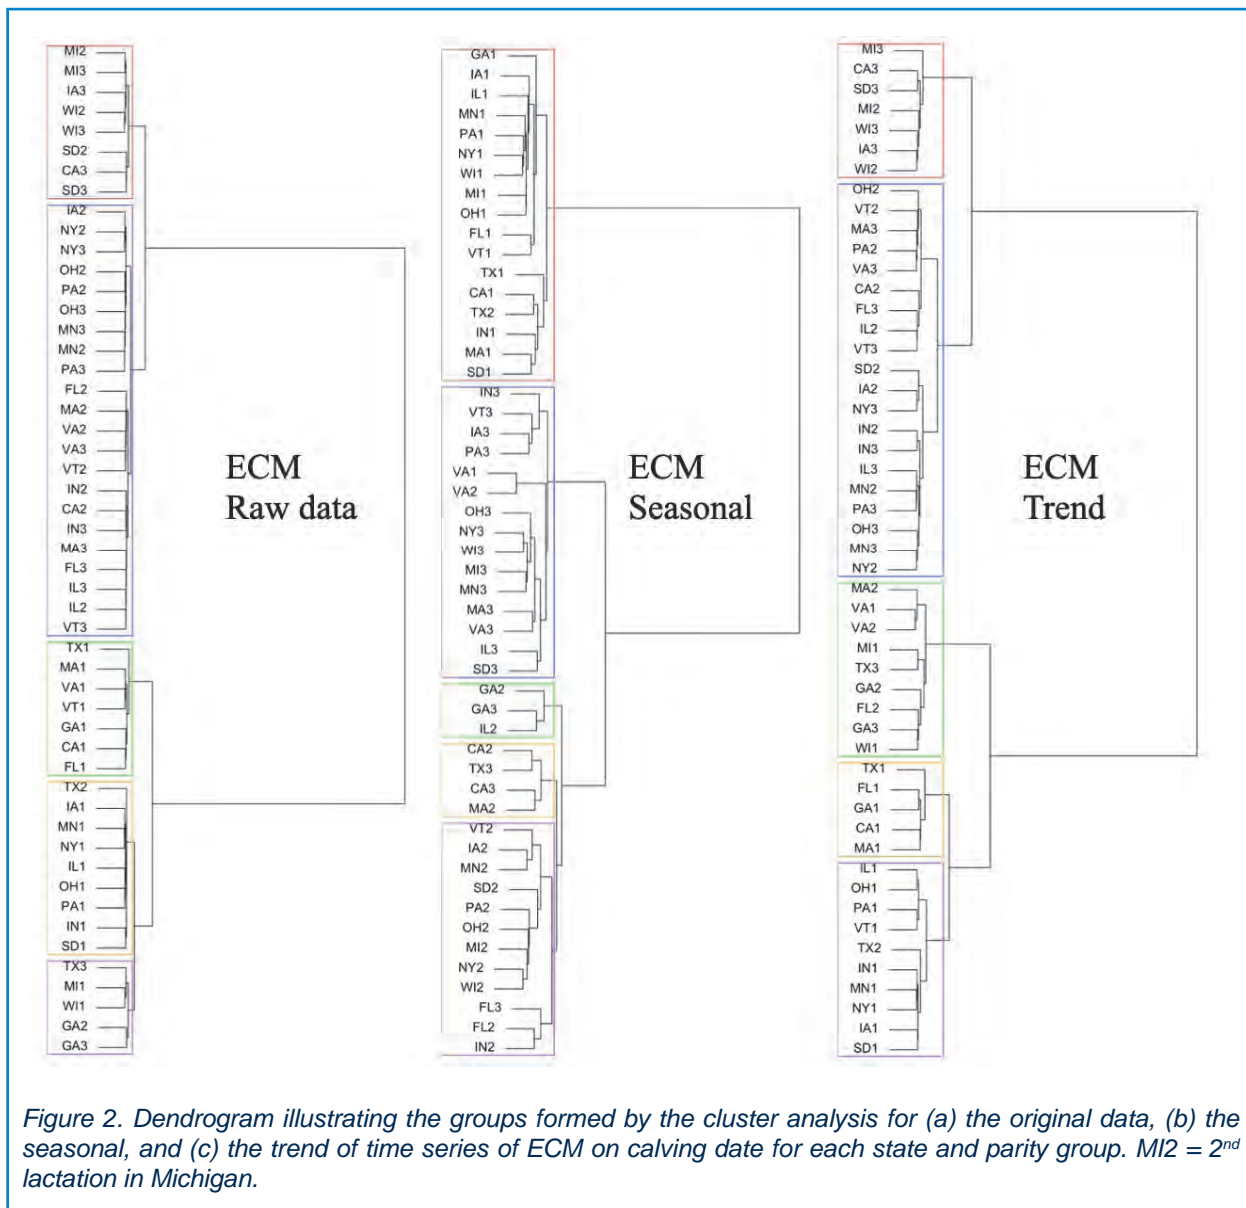 MI2
MI3
IA3
WI2
WI3
SD2
CA3
SD3
IA2
NY2
NY3
OH2
PA2
OH3
MN3
MN2
PA3
FL2
MA2
VA2
VA3
VT2
IN2
CA2
IN3
MA3
FL3
IL3
IL2
VT3
TX1
MA1
VA1
VT1
GA1
CA1
FL1
TX2
IA1
MN1
NY1
IL1
OH1
PA1
IN1
SD1
TX3
MI1
WI1
GA2
GA3
ECM
Raw data
GA1
IA1
IL1
MN1
PA1
NY1
WI1
MI1
OH1
FL1
VT1
TX1
CA1
TX2
IN1
MA1
SD1
IN3
VT3
IA3
PA3
VA1
VA2
OH3
NY3
WI3
MI3
MN3
MA3
VA3
IL3
SD3
GA2
GA3
IL2
CA2
TX3
CA3
MA2
VT2
IA2
MN2
SD2
PA2
OH2
MI2
NY2
WI2
FL3
FL2
IN2
ECM
Seasonal
MI3
CA3
SD3
MI2
WI3
IA3
WI2
OH2
VT2
MA3
PA2
VA3
CA2
FL3
IL2
VT3
SD2
IA2
NY3
IN2
IN3
IL3
MN2
PA3
OH3
MN3
NY2
MA2
VA1
VA2
MI1
TX3
GA2
FL2
GA3
WI1
TX1
FL1
GA1
CA1
MA1
IL1
OH1
PA1
VT1
TX2
IN1
MN1
NY1
IA1
SD1
ECM
Trend
Figure 2. Dendrogram illustrating the groups formed by the cluster analysis for (a) the original data, (b) the
seasonal, and (c) the trend of time series of ECM on calving date for each state and parity group. MI2 = 2nd
lactation in Michigan.